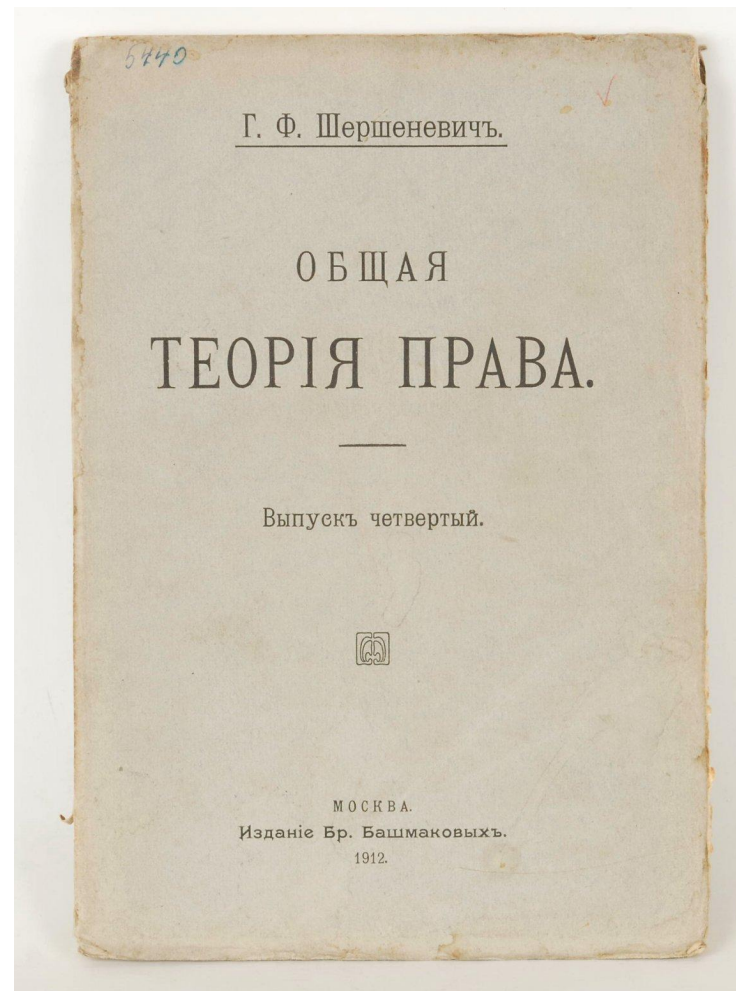 5440
Г. Ф. Шершеневичъ.
ОБЩАЯ
ТЕОРІЯ ПРАВА.
Выпускъ четвертый.
МОСКВА.
Изданіе Бр. Башмаковыхъ.
1912.